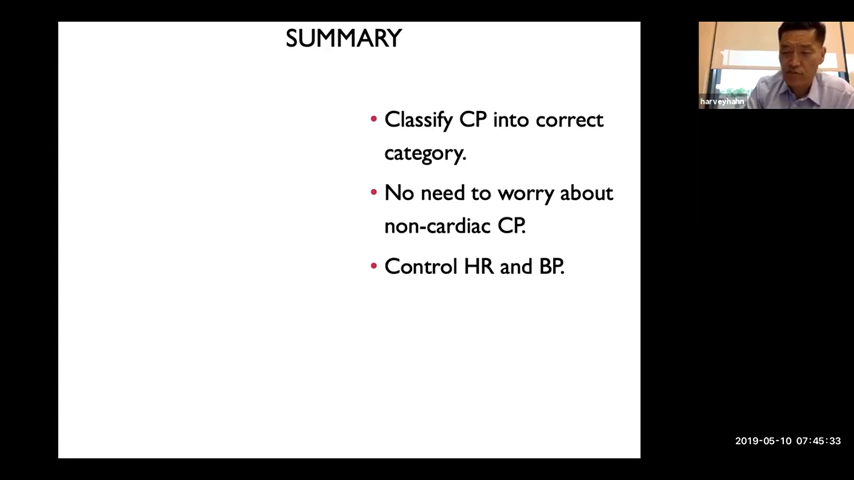 SUMMARY
• Classify CP into correct
category.
• No need to worry about
non-cardiac CP.
• Control HR and BP.
harveyhahn
2019-05-10 07:45:33